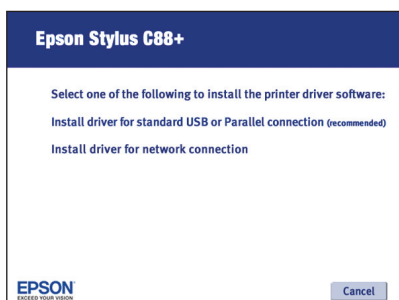 Epson Stylus C88+
Select one of the following to install the printer driver software:
Install driver for standard USB or Parallel connection (recommended)
Install driver for network connection
EPSON
EXCEED YOUR VISION
Cancel